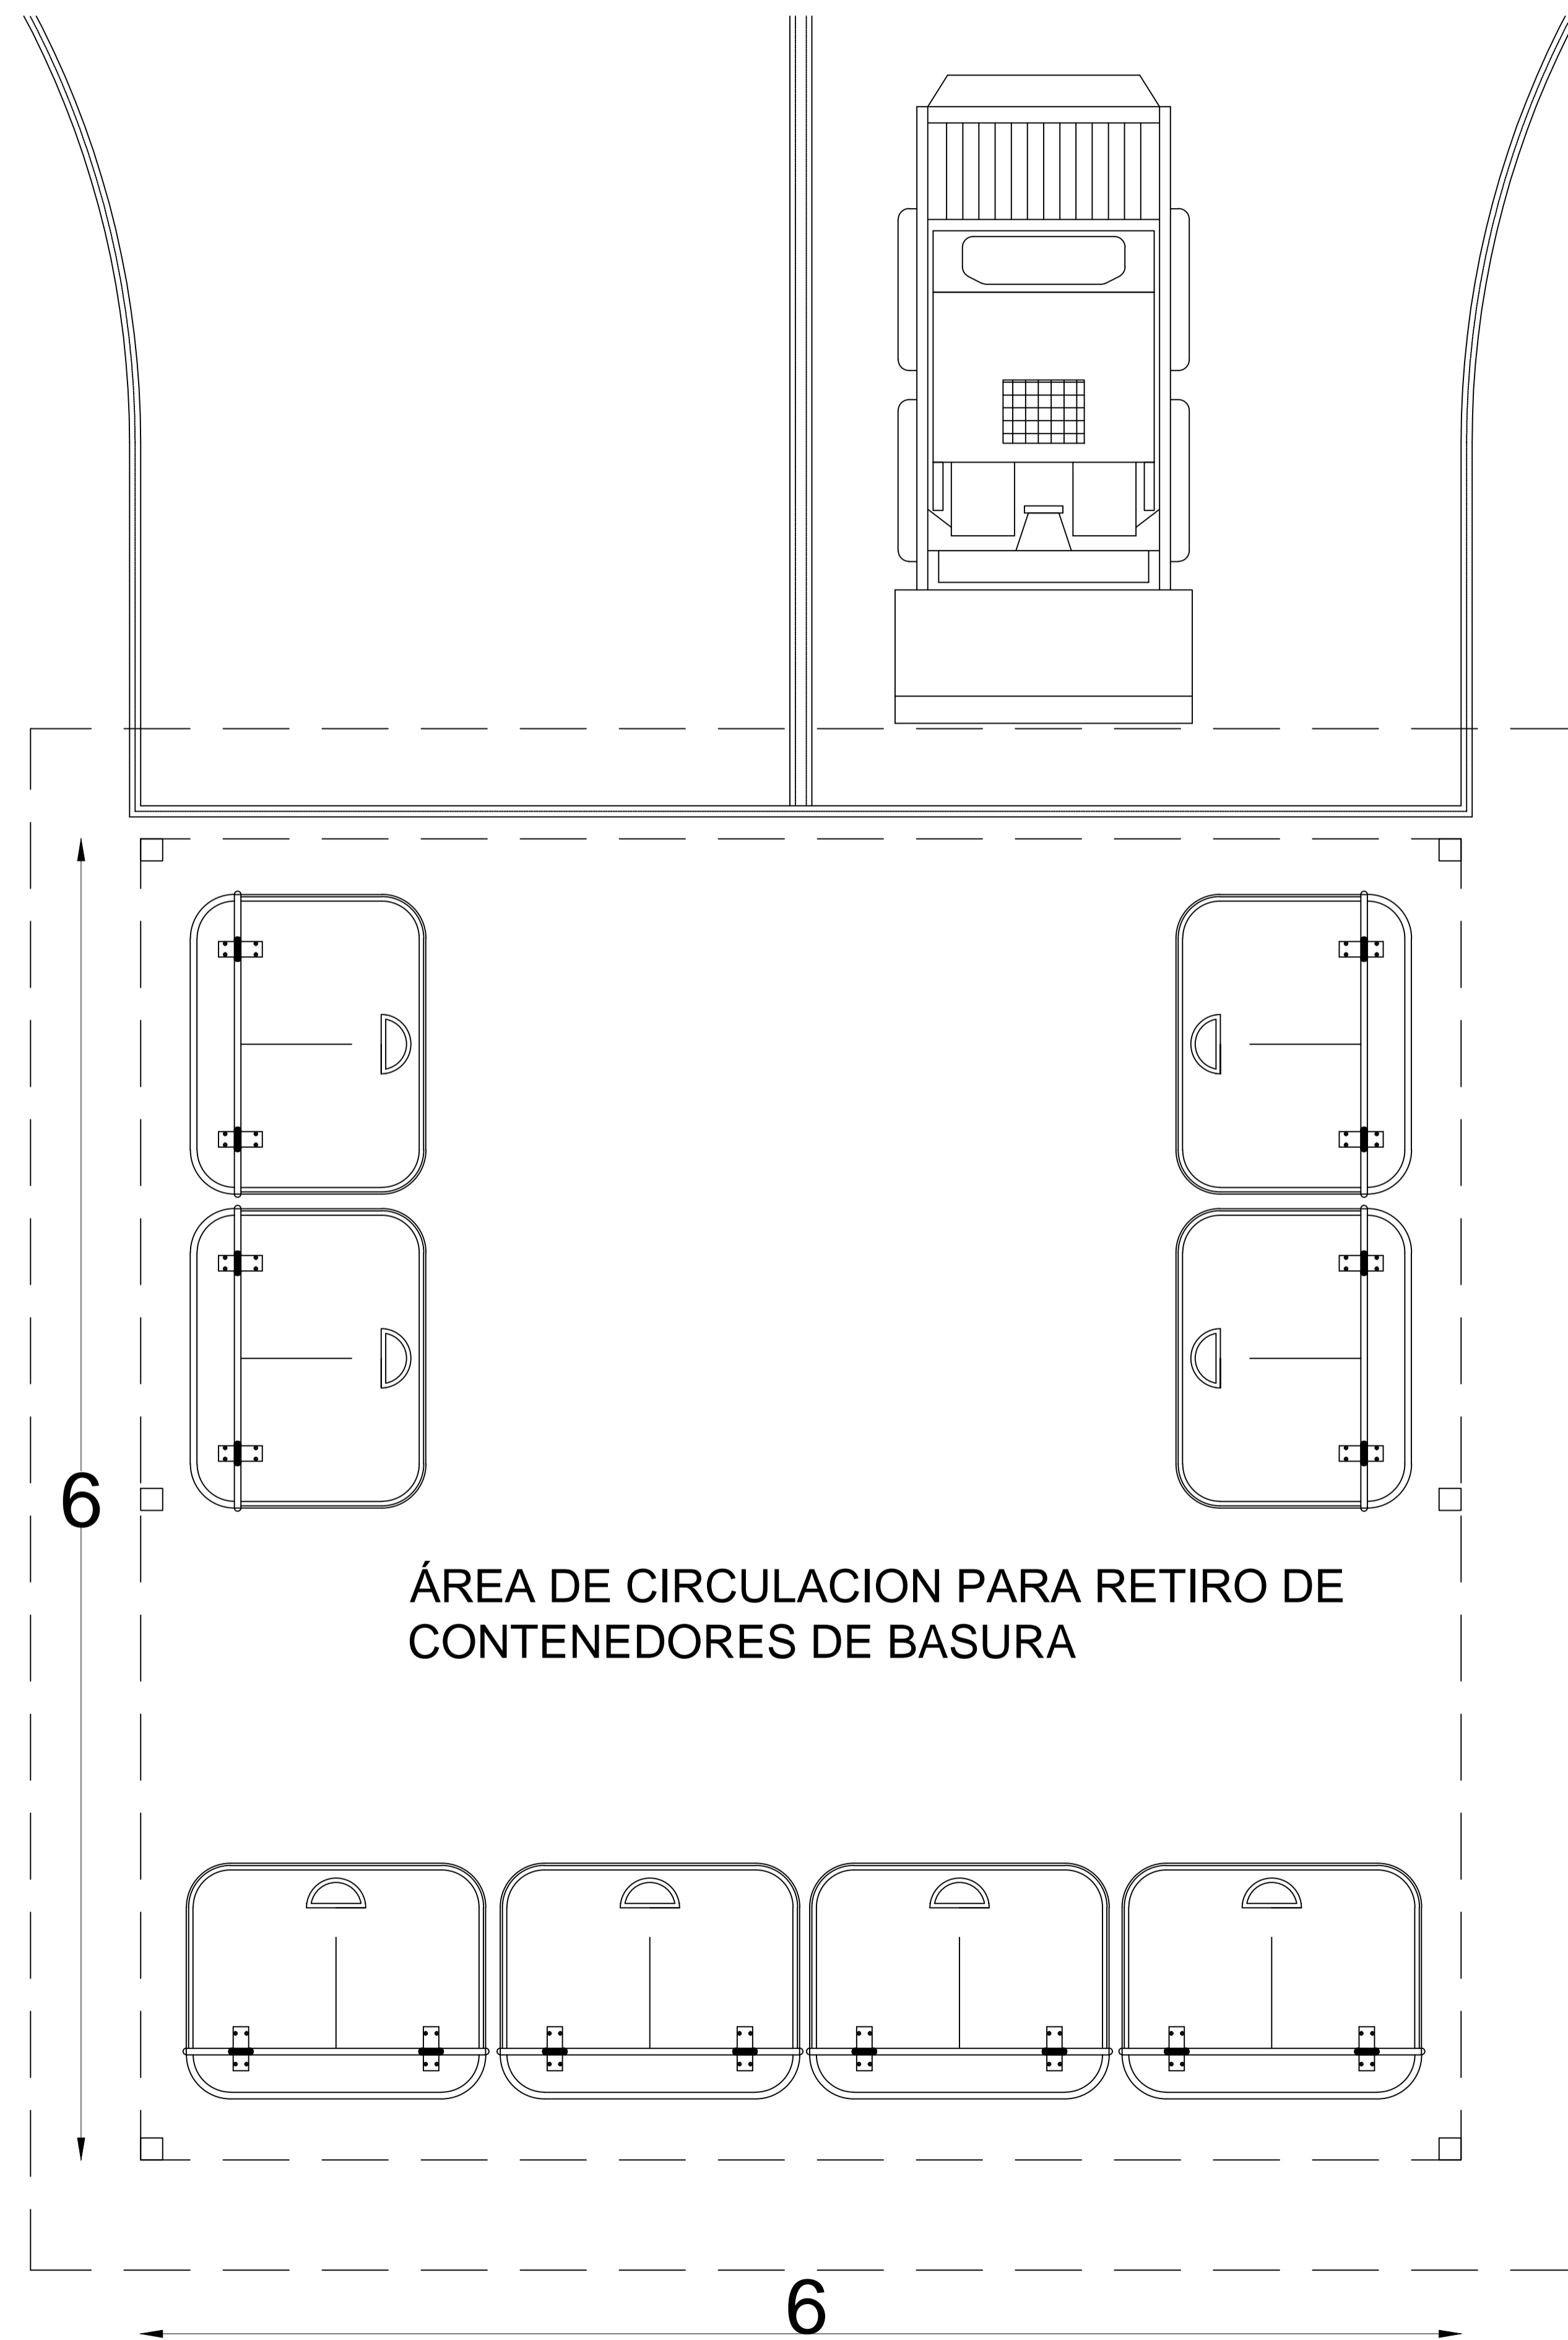 6
ÁREA DE CIRCULACION PARA RETIRO DE
CONTENEDORES DE BASURA
6